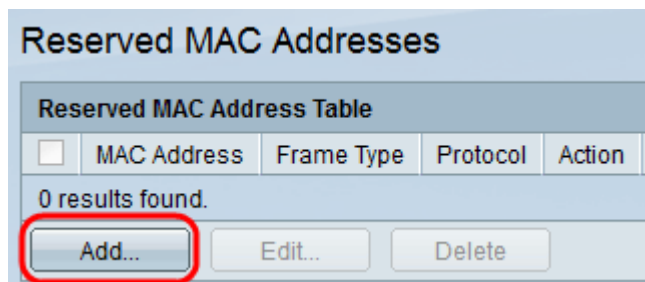 Reserved MAC Addresses
Reserved MAC Address Table
MAC Address Frame Type Protocol Action
0 results found.
Add... Edit... Delete